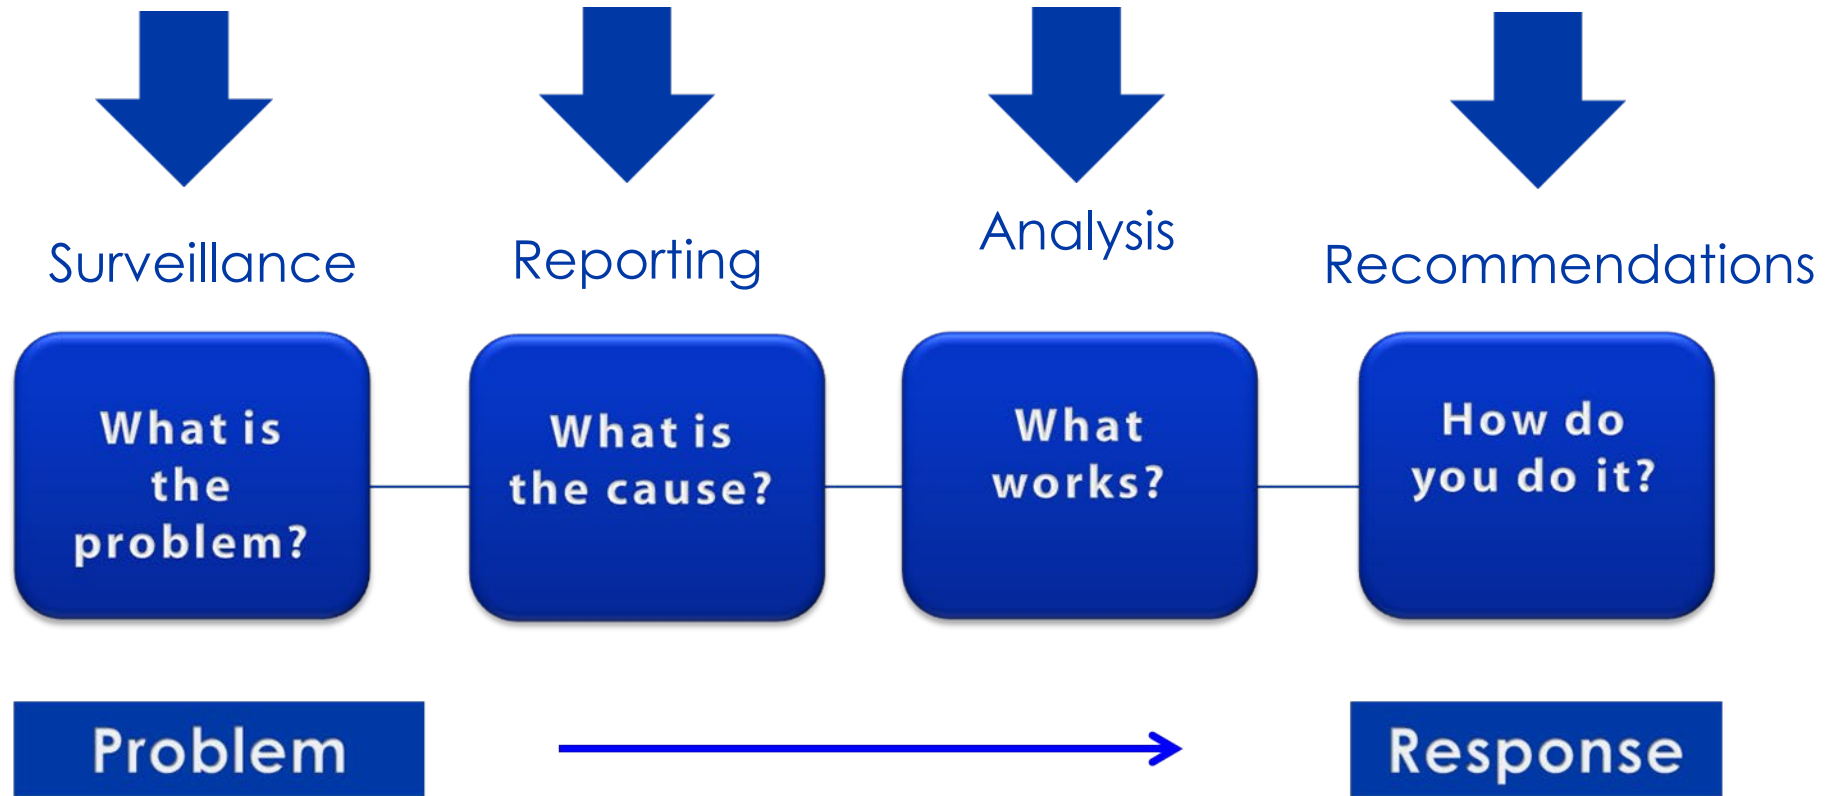 Surveillance
Reporting
Analysis
Recommendations
What is
the
problem?
What is
the cause?
What
works?
How do
you do it?
Problem
Response